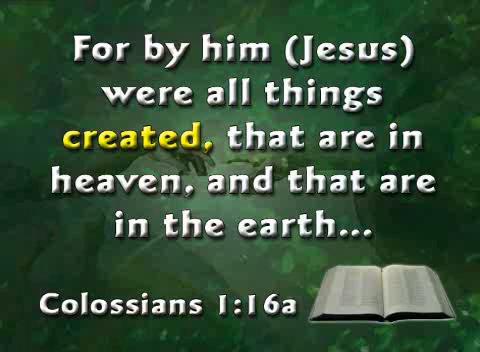 For by him (Jesus)
were all things
created, that are in
heaven, and that are
in the earth...
Colossians 1:16a